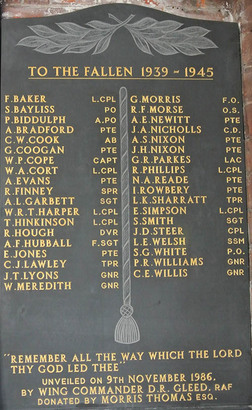 TO THE FALLEN 1939 - 1945
F. BAKER L.CPL
S. BAYLISS PO
P. BIDDULPH A.PO
A. BRADFORD PTE
C.W. COOK AB
G. COOGAN PTE
W.P. COPE CAPT
W.A. CORT L.CPL
A. EVANS PTE
R. FINNEY SPR
A.L. GARBETT SGT
W.R.T. HARPER L.CPL
T. HINKINSON L.CPL
R. HOUGH DVR
A.F. HUBBALL F.SGT
E. JONES PTE
C.J. LAWLEY TPR
J.T. LYONS GNR
W. MEREDITH GNR
G. MORRIS F.O.
R.F. MORSE O.S.
A.E. NEWITT PTE
J.A. NICHOLLS C.D.
A.S. NIXON PTE
J.H. NIXON PTE
G.R. PARKES LAC
R. PHILLIPS L.CPL
N.A. READE PTE
J. ROWBERY PTE
L.K. SHARRATT TPR
E. SIMPSON L.CPL
S. SMITH SGT
J.D. STEER CPL
L.E. WELSH SSM
S.G. WHITE P.O.
P.R. WILLIAMS GNR
C.E. WILLIS GNR
"REMEMBER ALL THE WAY WHICH THE LORD
THY GOD LED THEE"
UNVEILED ON 9TH NOVEMBER 1986.
BY WING COMMANDER D.R. GLEED. RAF
DONATED BY MORRIS THOMAS ESQ.